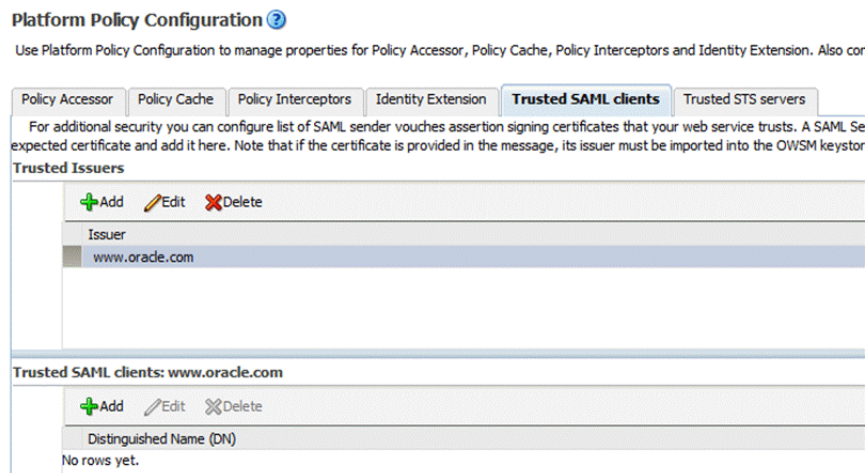 Platform Policy Configuration ?
Use Platform Policy Configuration to manage properties for Policy Accessor, Policy Cache, Policy Interceptors and Identity Extension. Also
Policy Accessor Policy Cache Policy Interceptors Identity Extension Trusted SAML clients Trusted STS servers
For additional security you can configure list of SAML sender vouches assertion signing certificates that your web service trusts. A SAML
expected certificate and add it here. Note that if the certificate is provided in the message, its issuer must be imported into the OWSM
Trusted Issuers
Add Edit Delete
Issuer
www.oracle.com
Trusted SAML clients: www.oracle.com
Add Edit Delete
Distinguished Name (DN)
No rows yet.